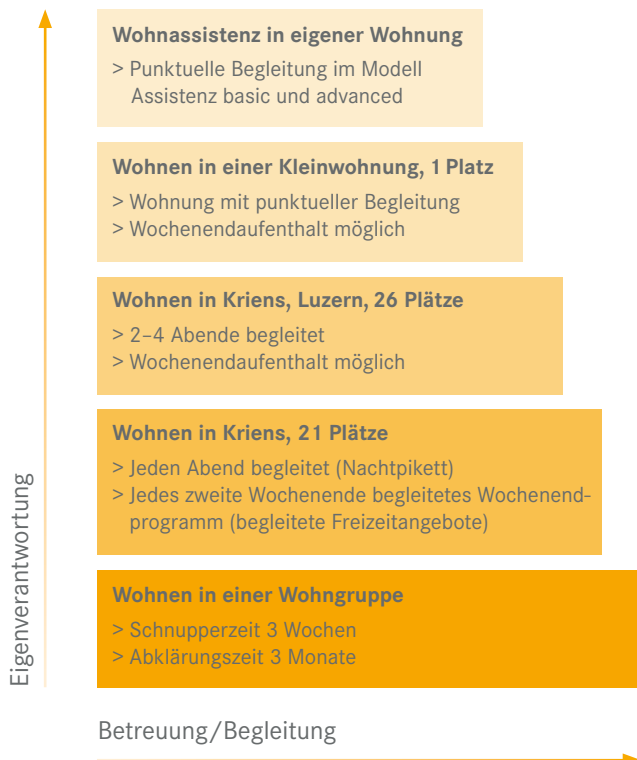 Wohnassistenz in eigener Wohnung
> Punktuelle Begleitung im Modell
Assistenz basic und advanced
Wohnen in einer Kleinwohnung, 1 Platz
> Wohnung mit punktueller Begleitung
> Wochenendaufenthalt möglich
Wohnen in Kriens, Luzern, 26 Plätze
> 2–4 Abende begleitet
> Wochenendaufenthalt möglich
Wohnen in Kriens, 21 Plätze
> Jeden Abend begleitet (Nachtpikett)
> Jedes zweite Wochenende begleitetes Wochenend-
programm (begleitete Freizeitangebote)
Wohnen in einer Wohngruppe
> Schnupperzeit 3 Wochen
> Abklärungszeit 3 Monate
Eigenverantwortung
Betreuung/Begleitung